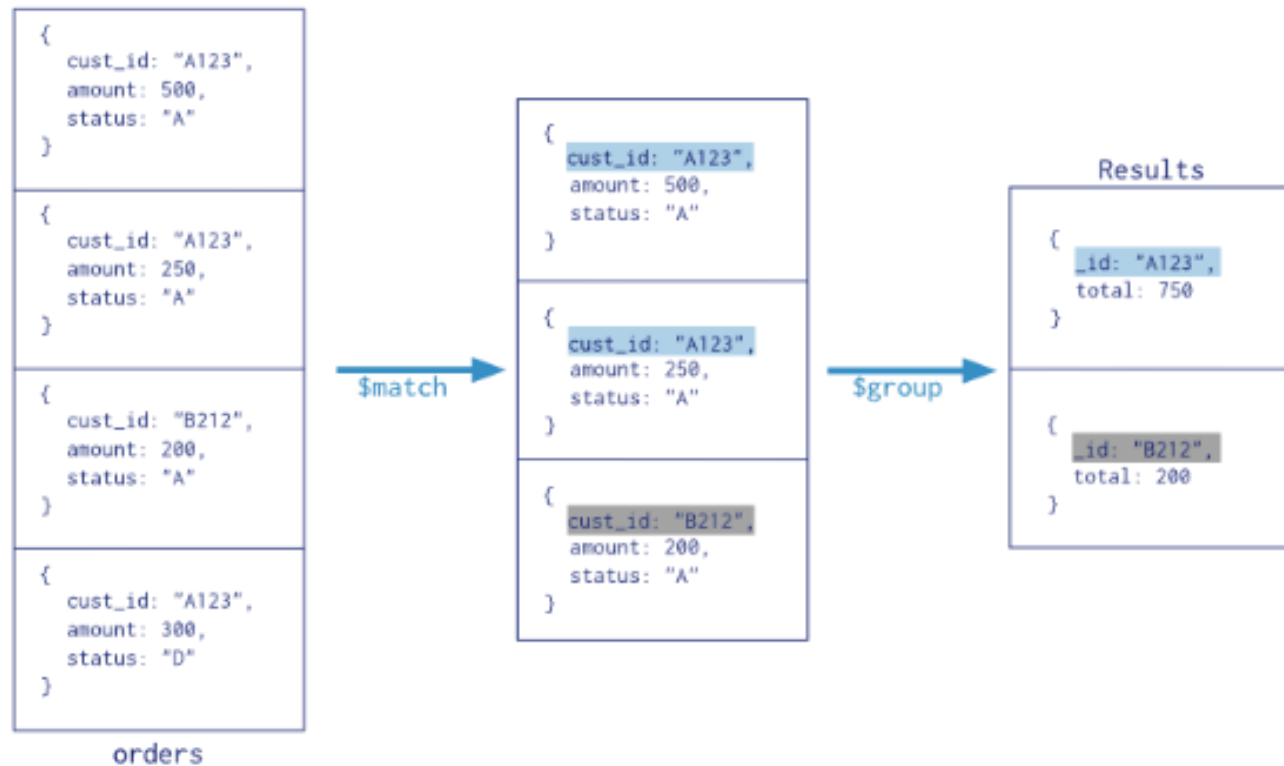 {
cust_id: "A123",
amount: 500,
status: "A"
}
{
cust_id: "A123",
amount: 250,
status: "A"
}
{
cust_id: "B212",
amount: 200,
status: "A"
}
{
cust_id: "A123",
amount: 300,
status: "D"
}
orders
$match
{
cust_id: "A123",
amount: 500,
status: "A"
}
{
cust_id: "A123",
amount: 250,
status: "A"
}
{
cust_id: "B212",
amount: 200,
status: "A"
}
$group
Results
{
_id: "A123",
total: 750
}
{
_id: "B212",
total: 200
}